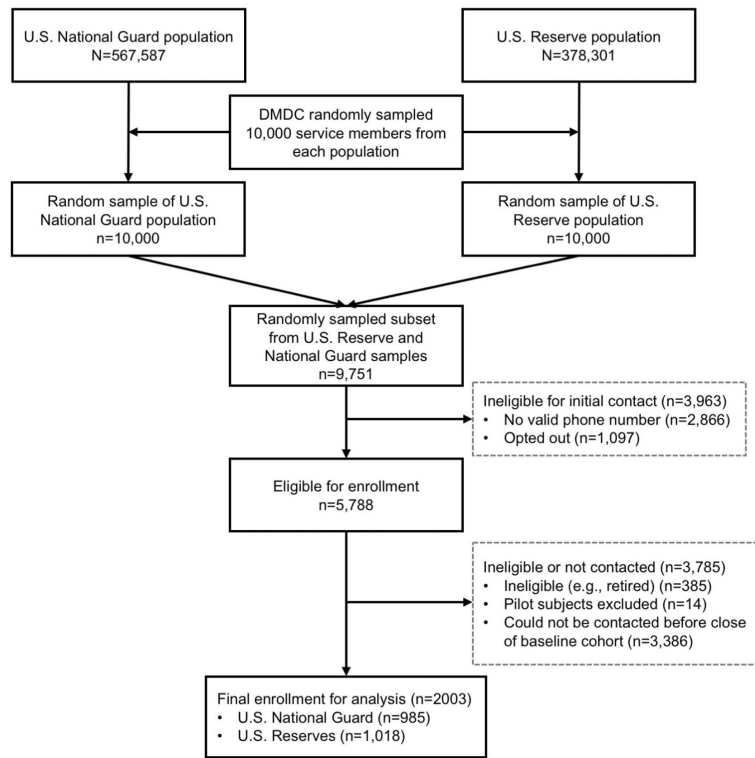 U.S. National Guard population
N=567,587
U.S. Reserve population
N=378,301
DMDC randomly sampled
10,000 service members from
each population
Random sample of U.S.
National Guard population
n=10,000
Random sample of U.S.
Reserve population
n=10,000
Randomly sampled subset
from U.S. Reserve and
National Guard samples
n=9,751
Ineligible for initial contact (n=3,963)
• No valid phone number (n=2,866)
• Opted out (n=1,097)
Eligible for enrollment
n=5,788
Ineligible or not contacted (n=3,785)
• Ineligible (e.g., retired) (n=385)
• Pilot subjects excluded (n=14)
• Could not be contacted before close
of baseline cohort (n=3,386)
Final enrollment for analysis (n=2003)
• U.S. National Guard (n=985)
• U.S. Reserves (n=1,018)